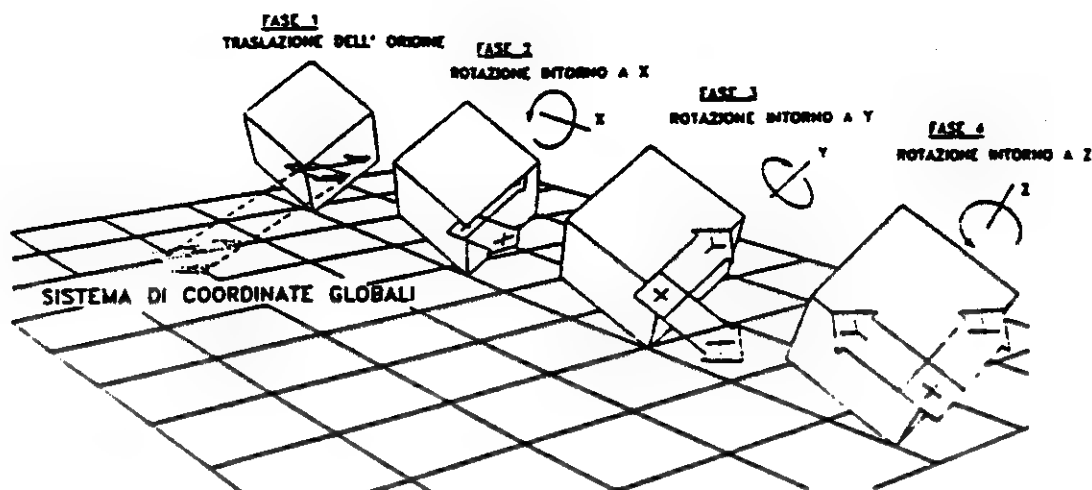 FASE 1
TRASLAZIONE DELL' ORIGINE
FASE 2
ROTAZIONE INTORNO A X
X
FASE 3
ROTAZIONE INTORNO A Y
Y
FASE 4
ROTAZIONE INTORNO A Z
Z
SISTEMA DI COORDINATE GLOBALI
X
Y
X
Y
X